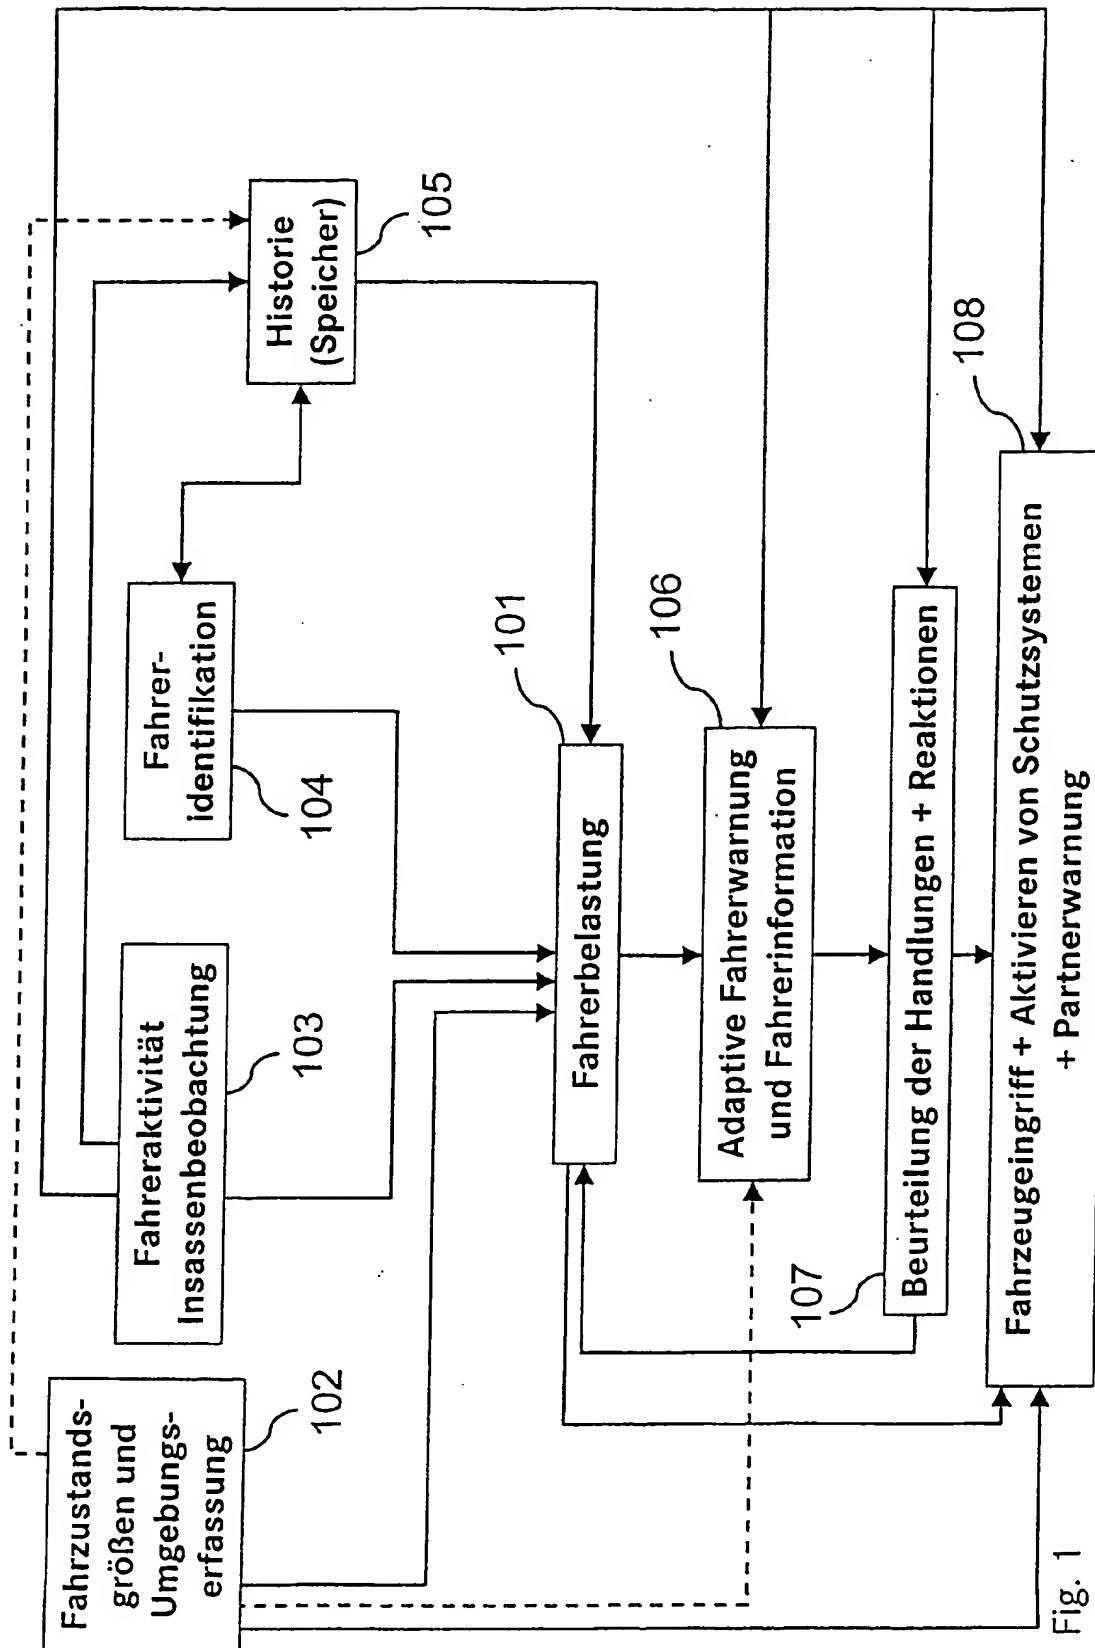 Fahrzustands-
größen und
Umgebungs-
erfassung
102
Fahreraktivität
Insassenbeobachtung
103
Fahrer-
identifikation
104
Historie
(Speicher)
105
Fahrerbelastung
101
Adaptive Fahrerwarnung
und Fahrerinformation
106
Beurteilung der Handlungen + Reaktionen
107
Fahrzeugeingriff + Aktivieren von Schutzsystemen
+ Partnerwarnung
108
Fig. 1